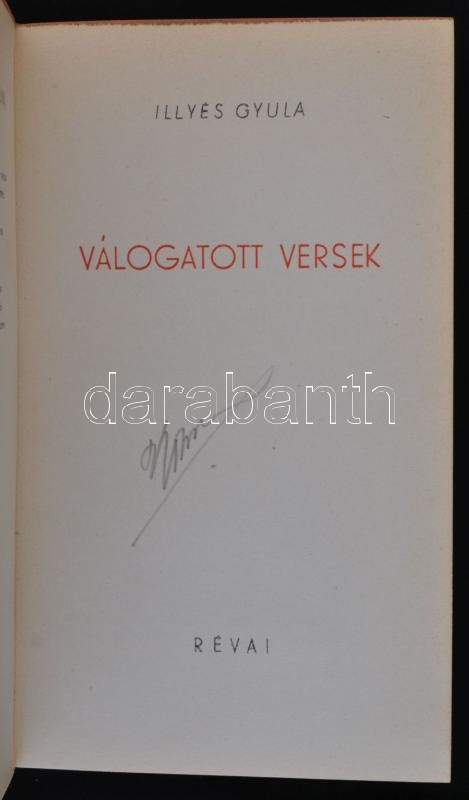 ILLYÉS GYULA
VÁLOGATOTT VERSEK
darabanth
RÉVAI